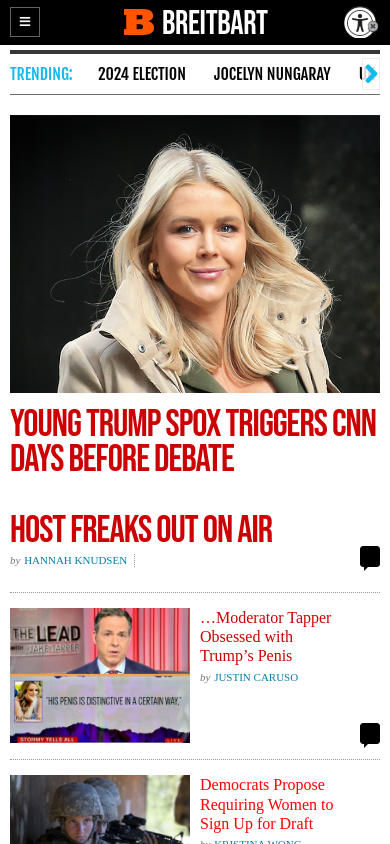 BREITBART
TRENDING: 2024 ELECTION JOCELYN NUNGARAY
YOUNG TRUMP SPOX TRIGGERS CNN
DAYS BEFORE DEBATE
HOST FREAKS OUT ON AIR
by HANNAH KNUDSEN
THE LEAD
WITH JAKE TAPPER
"HIS PENIS IS DISTINCTIVE IN A CERTAIN WAY,"
STORMY TELLS ALL
LIVE
…Moderator Tapper
Obsessed with
Trump’s Penis
by JUSTIN CARUSO
Democrats Propose
Requiring Women to
Sign Up for Draft
by KRISTINA WONG